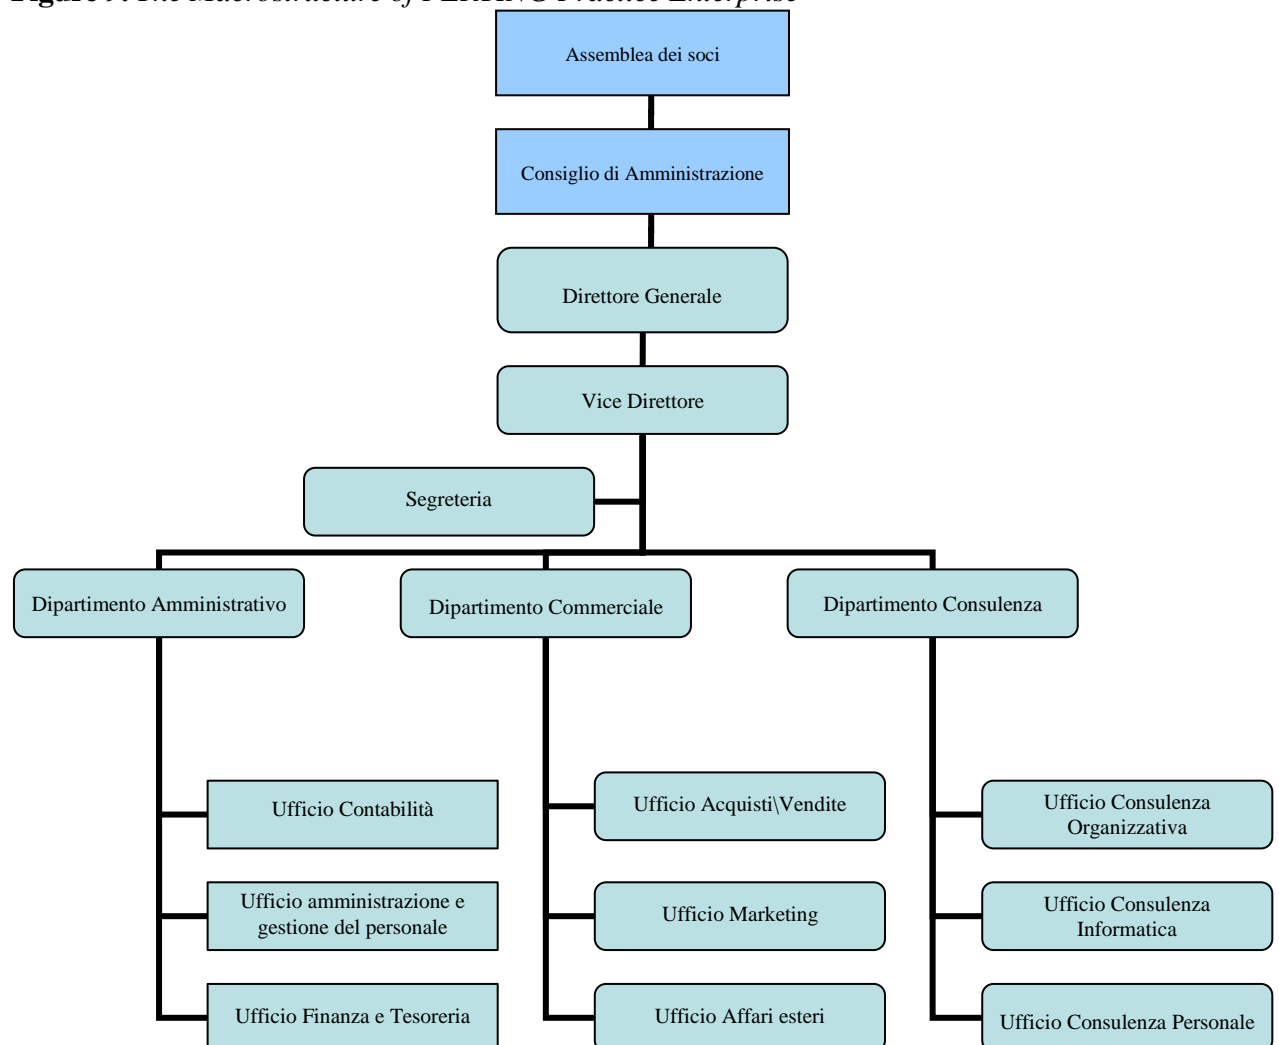 Assemblea dei soci
Consiglio di Amministrazione
Direttore Generale
Vice Direttore
Segreteria
Dipartimento Amministrativo
Dipartimento Commerciale
Dipartimento Consulenza
Ufficio Contabilità
Ufficio amministrazione e
gestione del personale
Ufficio Finanza e Tesoreria
Ufficio Acquisti\Vendite
Ufficio Marketing
Ufficio Affari esteri
Ufficio Consulenza
Organizzativa
Ufficio Consulenza
Informatica
Ufficio Consulenza Personale